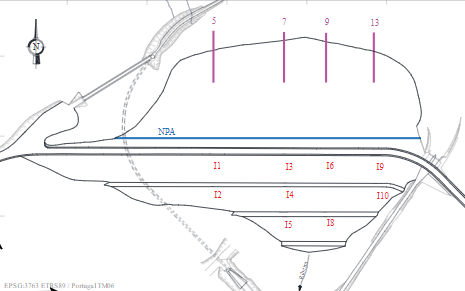 5 7 9 13
N
NPA
I1 I3 I6 I9
I2 I4 I10
I5 I8
EPSG:3763 ETRS89 / Portugal TM06